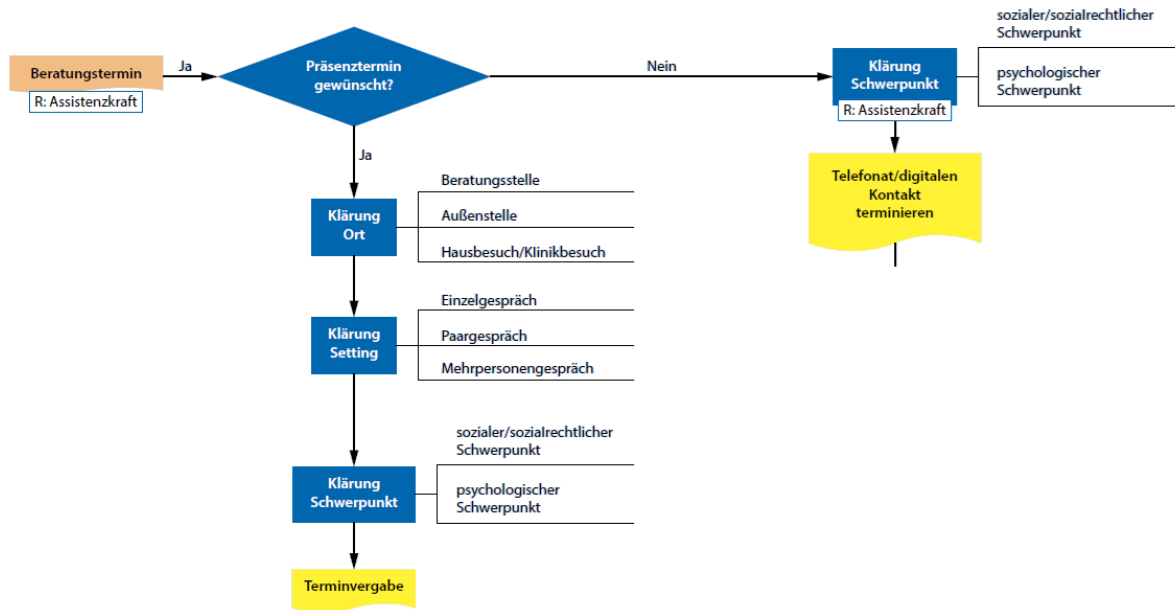 Beratungstermin
R: Assistenzkraft
Ja
Präsenztermin
gewünscht?
Nein
Klärung
Schwerpunkt
R: Assistenzkraft
sozialer/sozialrechtlicher
Schwerpunkt
psychologischer
Schwerpunkt
Telefonat/digitalen
Kontakt
terminieren
Ja
Klärung
Ort
Beratungsstelle
Außenstelle
Hausbesuch/Klinikbesuch
Klärung
Setting
Einzelgespräch
Paargespräch
Mehrpersonengespräch
Klärung
Schwerpunkt
sozialer/sozialrechtlicher
Schwerpunkt
psychologischer
Schwerpunkt
Terminvergabe